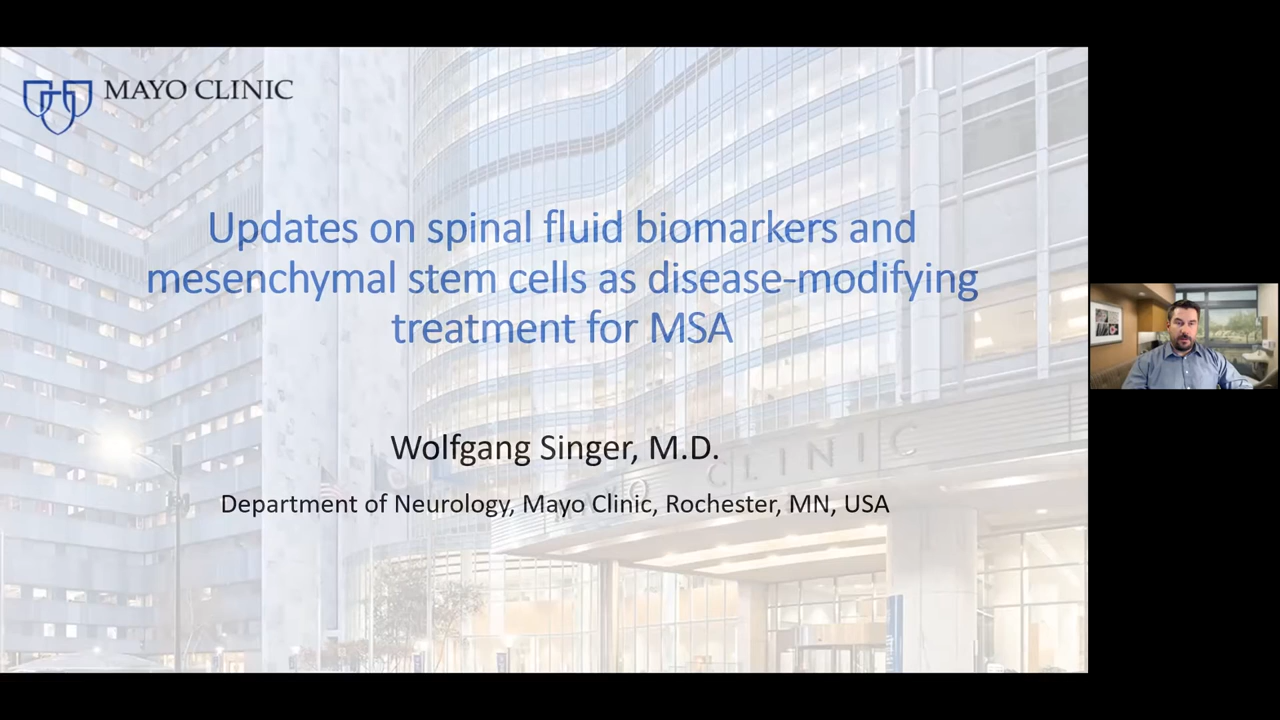 MAYO CLINIC
Updates on spinal fluid biomarkers and
mesenchymal stem cells as disease-modifying
treatment for MSA
Wolfgang Singer, M.D.
CLINIC
Department of Neurology, Mayo Clinic, Rochester, MN, USA